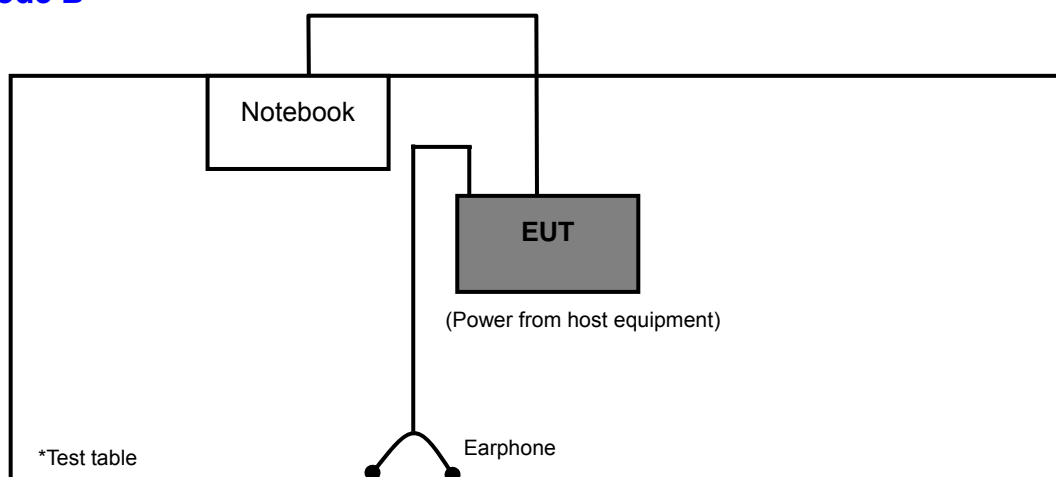 Notebook
EUT
(Power from host equipment)
Earphone
*Test table